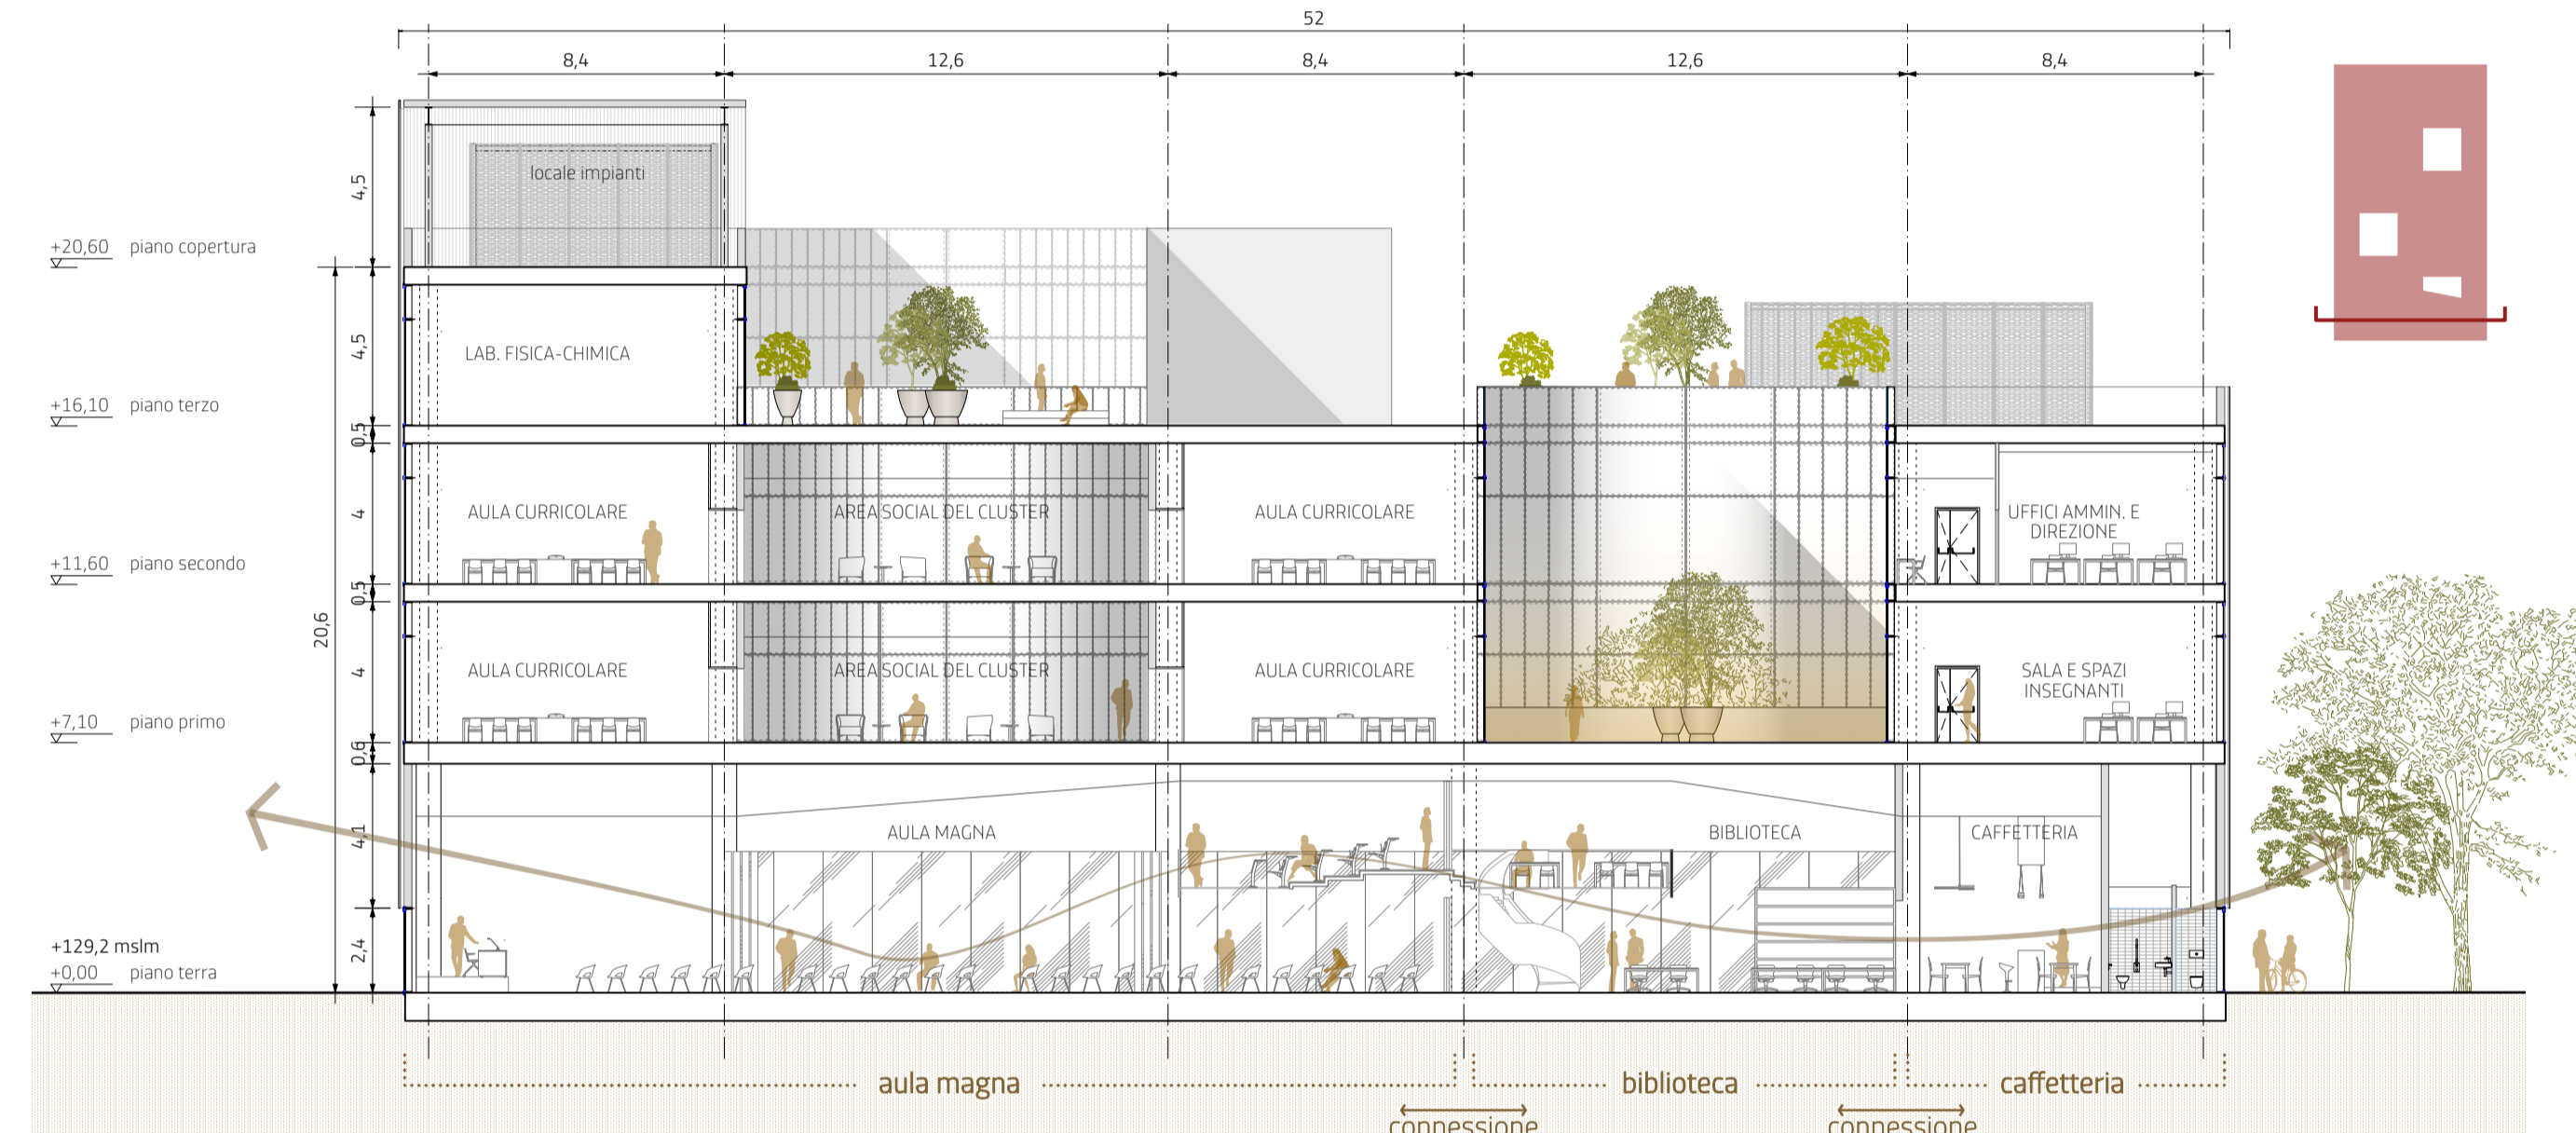 52
8,4 12,6 8,4 12,6 8,4
4,5
locale impianti
+20,60 piano copertura
4,5
LAB. FISICA-CHIMICA
+16,10 piano terzo
0,5
4
AULA CURRICOLARE AREA SOCIAL DEL CLUSTER AULA CURRICOLARE UFFICI AMMIN. E
DIREZIONE
+11,60 piano secondo
0,5
20,6
4
AULA CURRICOLARE AREA SOCIAL DEL CLUSTER AULA CURRICOLARE SALA E SPAZI
INSEGNANTI
+7,10 piano primo
0,6
4,1
AULA MAGNA BIBLIOTECA CAFFETTERIA
2,4
+129,2 mslm
+0,00 piano terra
aula magna biblioteca caffetteria
connessione connessione